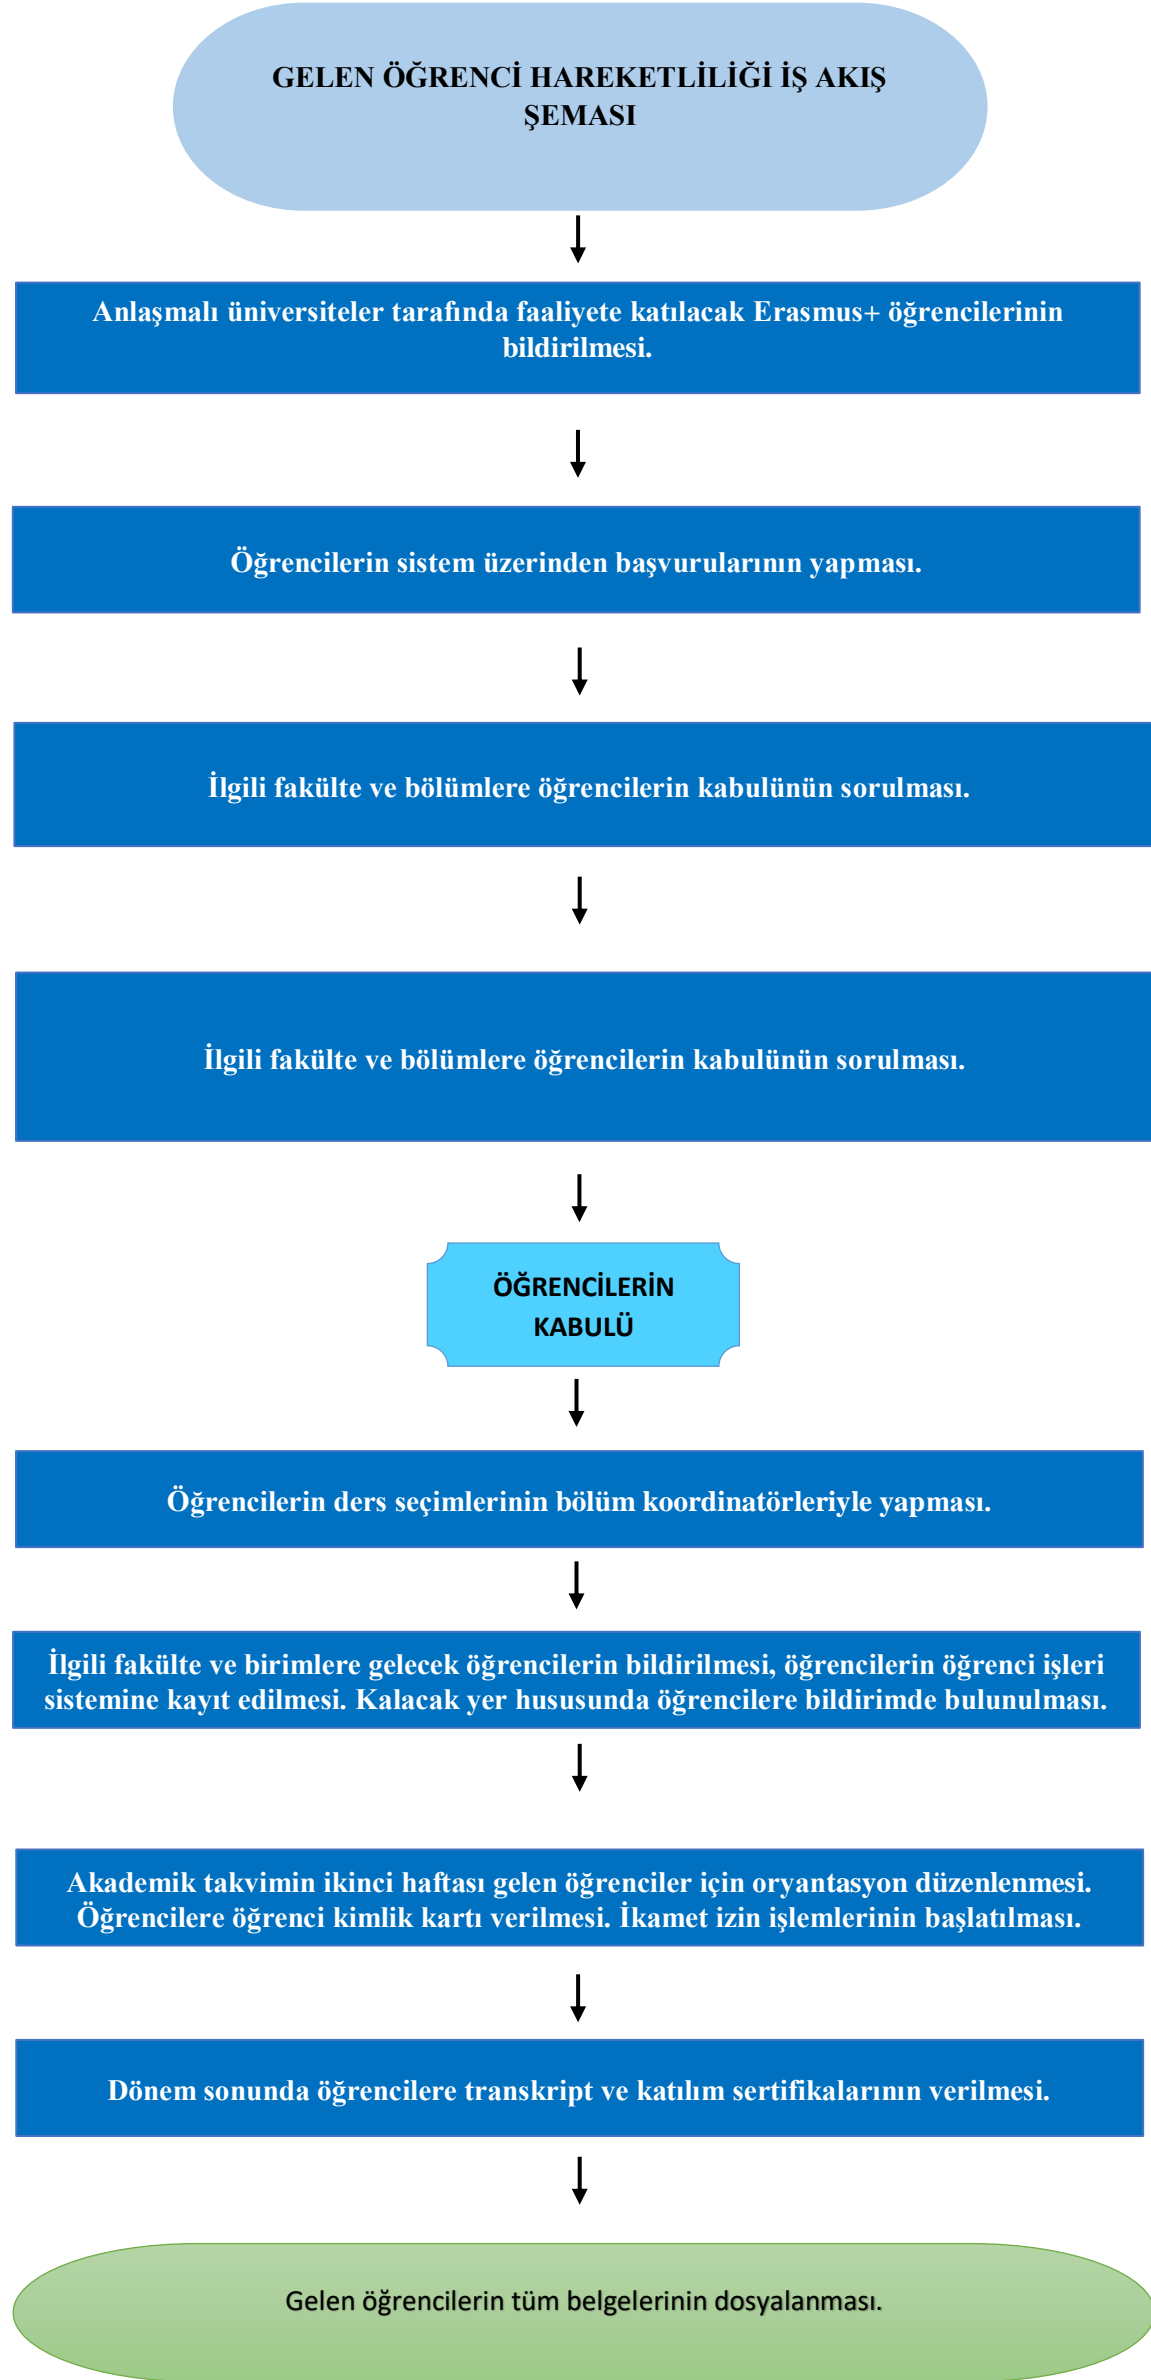 GELEN ÖĞRENCİ HAREKETLİLİĞİ İŞ AKIŞ
ŞEMASI
Anlaşmalı üniversiteler tarafında faaliyete katılacak Erasmus+ öğrencilerinin
bildirilmesi.
Öğrencilerin sistem üzerinden başvurularının yapması.
İlgili fakülte ve bölümlere öğrencilerin kabulünün sorulması.
İlgili fakülte ve bölümlere öğrencilerin kabulünün sorulması.
ÖĞRENCİLERİN
KABULÜ
Öğrencilerin ders seçimlerinin bölüm koordinatörleriyle yapması.
İlgili fakülte ve birimlere gelecek öğrencilerin bildirilmesi, öğrencilerin öğrenci işleri
sistemine kayıt edilmesi. Kalacak yer hususunda öğrencilere bildirimde bulunulması.
Akademik takvimin ikinci haftası gelen öğrenciler için oryantasyon düzenlenmesi.
Öğrencilere öğrenci kimlik kartı verilmesi. İkamet izin işlemlerinin başlatılması.
Dönem sonunda öğrencilere transkript ve katılım sertifikalarının verilmesi.
Gelen öğrencilerin tüm belgelerinin dosyalanması.